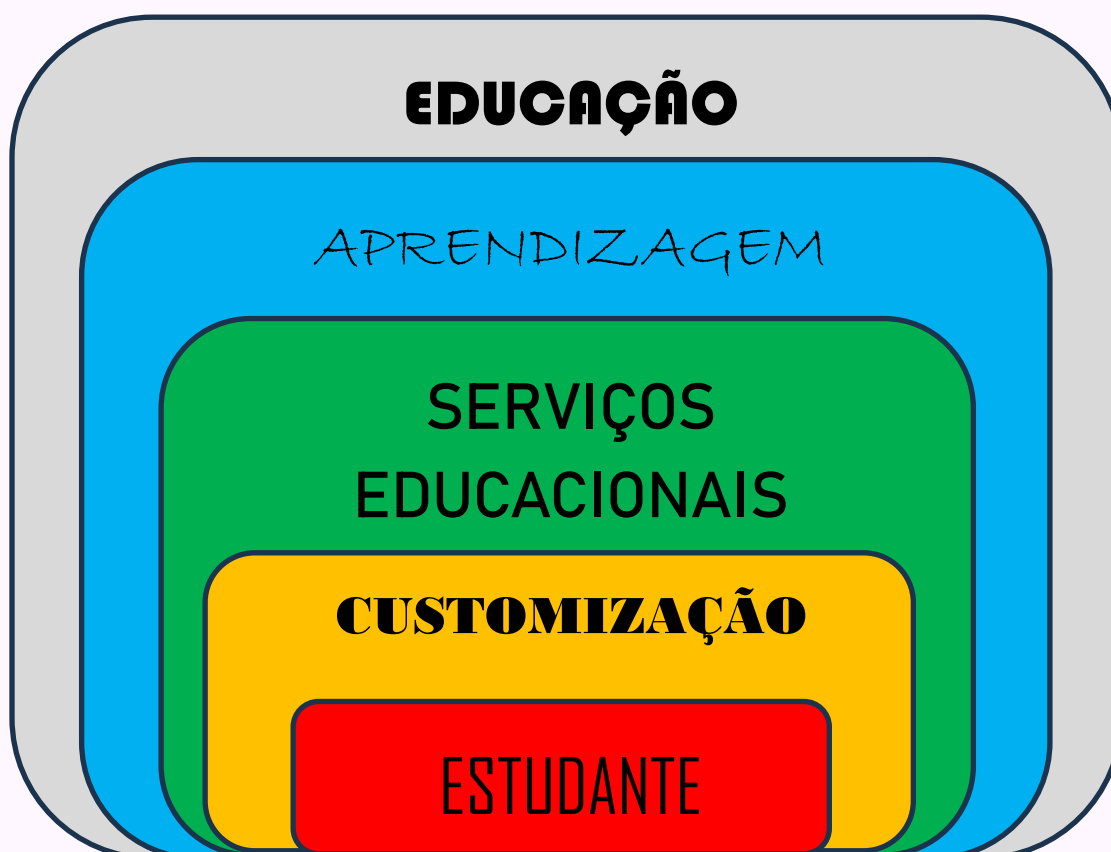 EDUCAÇÃO
APRENDIZAGEM
SERVIÇOS
EDUCACIONAIS
CUSTOMIZAÇÃO
ESTUDANTE